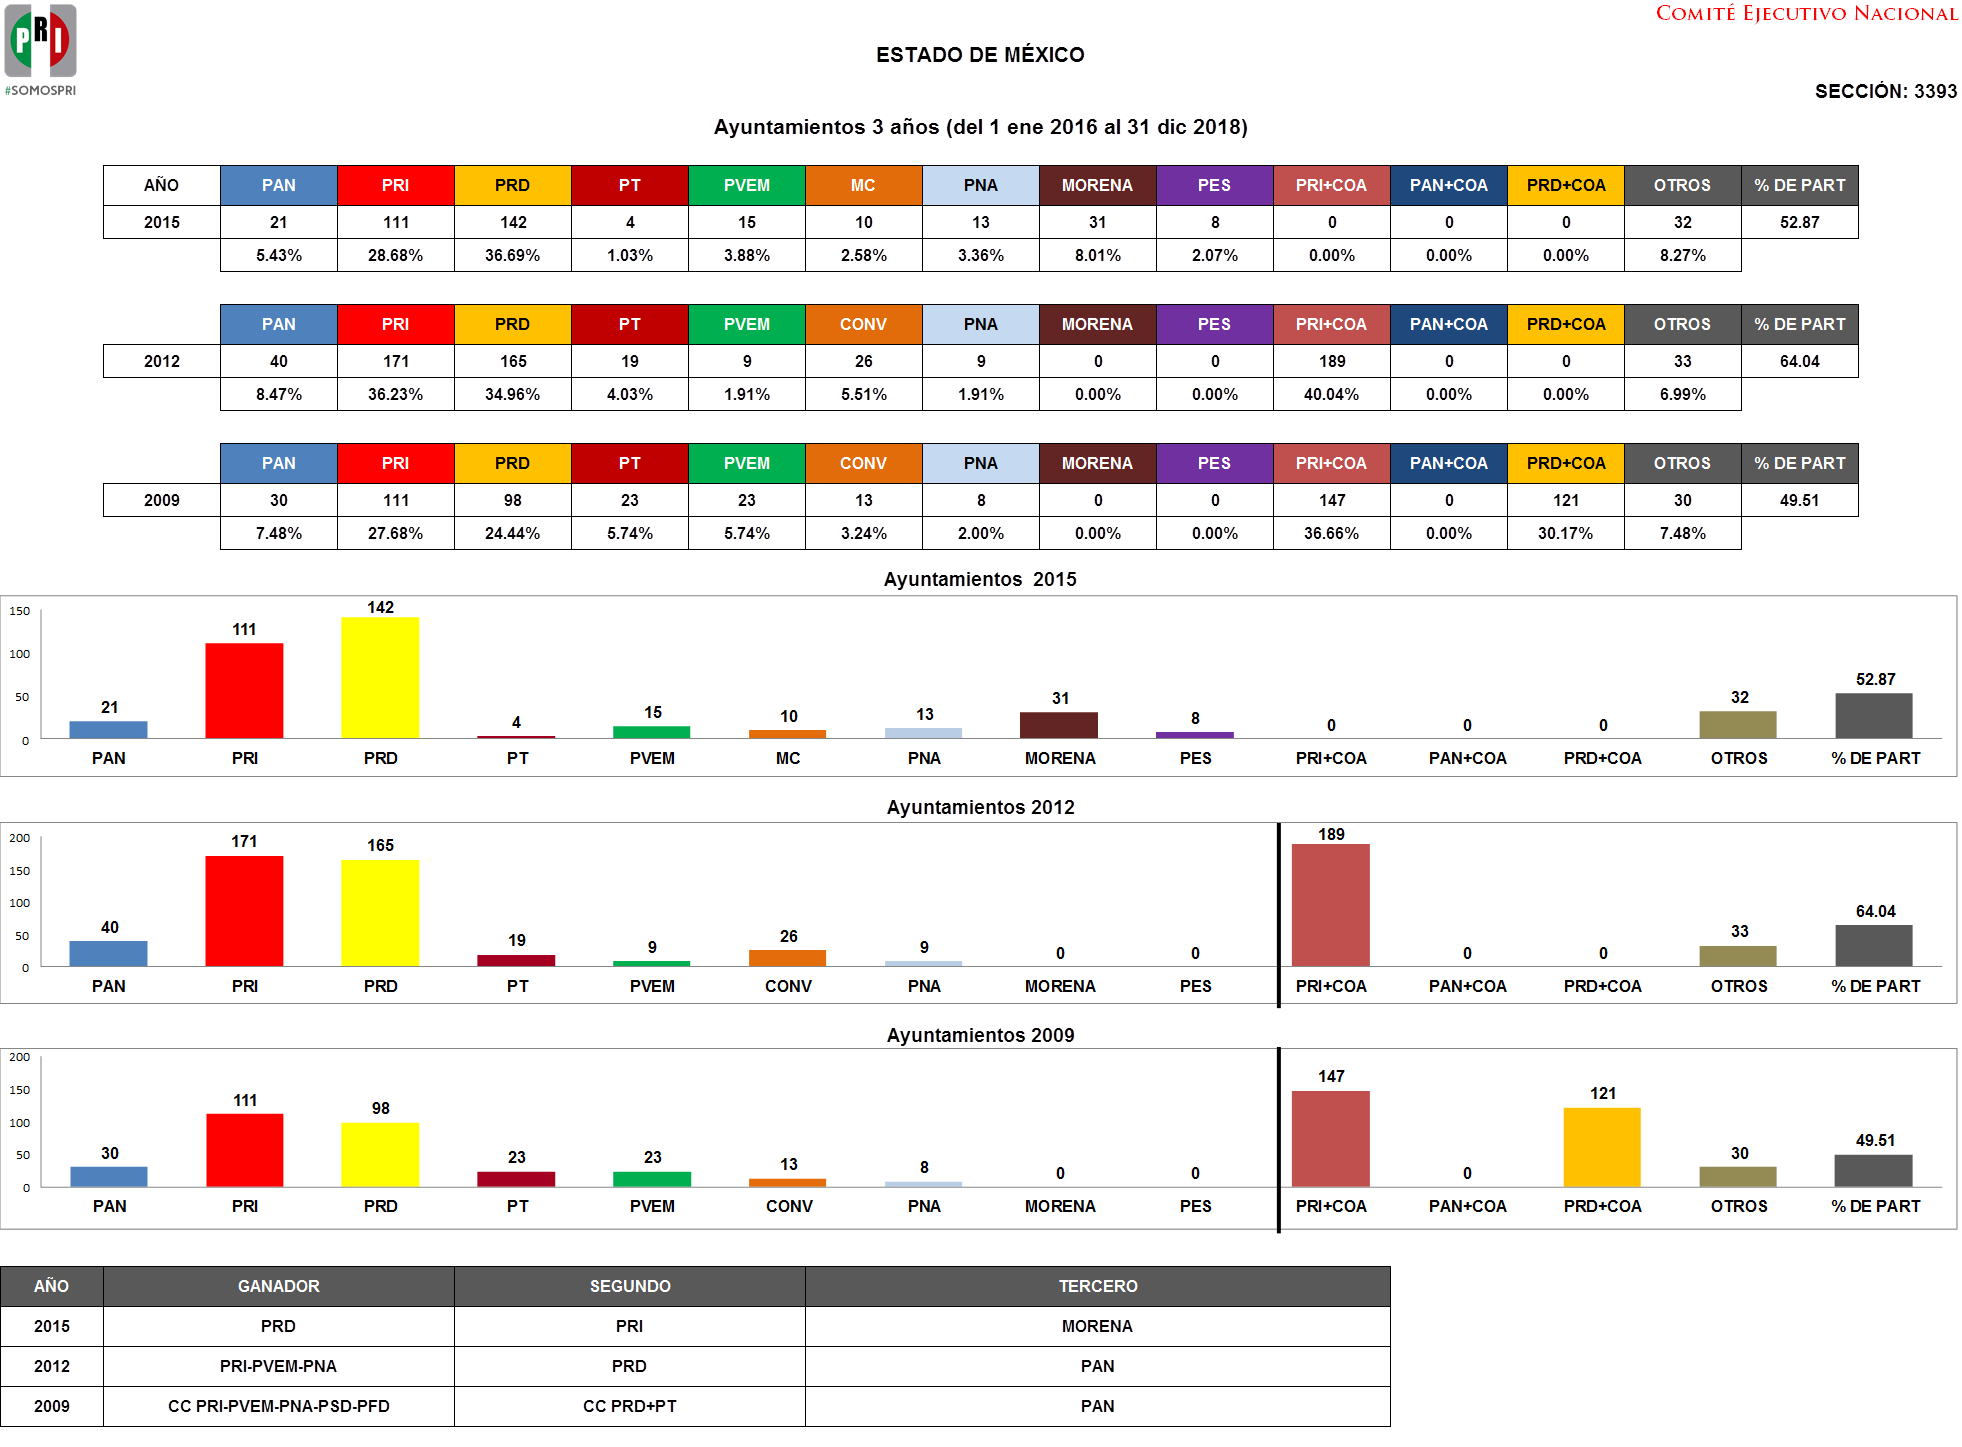 PRI
#SOMOSPRI
COMITÉ EJECUTIVO NACIONAL
ESTADO DE MÉXICO
SECCIÓN: 3393
Ayuntamientos 3 años (del 1 ene 2016 al 31 dic 2018)
AÑO PAN PRI PRD PT PVEM MC PNA MORENA PES PRI+COA PAN+COA PRD+COA OTROS % DE PART
2015 21 111 142 4 15 10 13 31 8 0 0 0 32 52.87
5.43% 28.68% 36.69% 1.03% 3.88% 2.58% 3.36% 8.01% 2.07% 0.00% 0.00% 0.00% 8.27%
PAN PRI PRD PT PVEM CONV PNA MORENA PES PRI+COA PAN+COA PRD+COA OTROS % DE PART
2012 40 171 165 19 9 26 9 0 0 189 0 0 33 64.04
8.47% 36.23% 34.96% 4.03% 1.91% 5.51% 1.91% 0.00% 0.00% 40.04% 0.00% 0.00% 6.99%
PAN PRI PRD PT PVEM CONV PNA MORENA PES PRI+COA PAN+COA PRD+COA OTROS % DE PART
2009 30 111 98 23 23 13 8 0 0 147 0 121 30 49.51
7.48% 27.68% 24.44% 5.74% 5.74% 3.24% 2.00% 0.00% 0.00% 36.66% 0.00% 30.17% 7.48%
Ayuntamientos 2015
150
100
50
0
21 111 142 4 15 10 13 31 8 0 0 0 32 52.87
PAN PRI PRD PT PVEM MC PNA MORENA PES PRI+COA PAN+COA PRD+COA OTROS % DE PART
Ayuntamientos 2012
200
150
100
50
0
40 171 165 19 9 26 9 0 0 189 0 0 33 64.04
PAN PRI PRD PT PVEM CONV PNA MORENA PES PRI+COA PAN+COA PRD+COA OTROS % DE PART
Ayuntamientos 2009
200
150
100
50
0
30 111 98 23 23 13 8 0 0 147 0 121 30 49.51
PAN PRI PRD PT PVEM CONV PNA MORENA PES PRI+COA PAN+COA PRD+COA OTROS % DE PART
AÑO GANADOR SEGUNDO TERCERO
2015 PRD PRI MORENA
2012 PRI-PVEM-PNA PRD PAN
2009 CC PRI-PVEM-PNA-PSD-PFD CC PRD+PT PAN